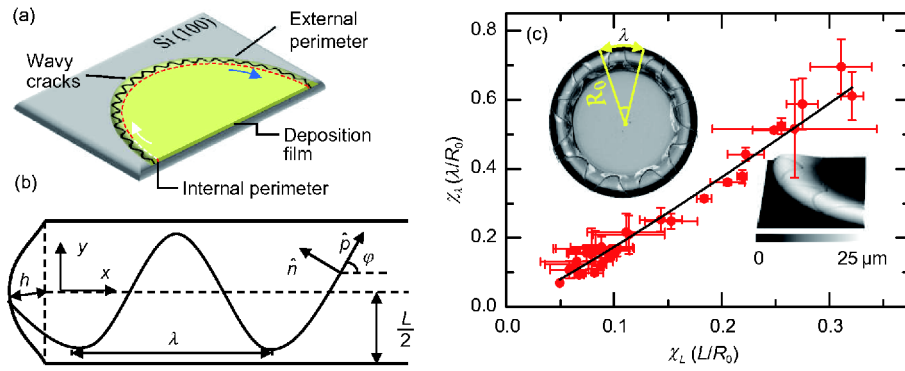 (a)
Si (100)
External perimeter
Wavy cracks
Deposition film
Internal perimeter
(b)
y
x
h
n̂
p̂
φ
λ
L/2
(c)
λ
R₀
0.8
0.6
0.4
0.2
0.0
χλ (λ/R₀)
0 25 μm
0.0 0.1 0.2 0.3
χL (L/R₀)